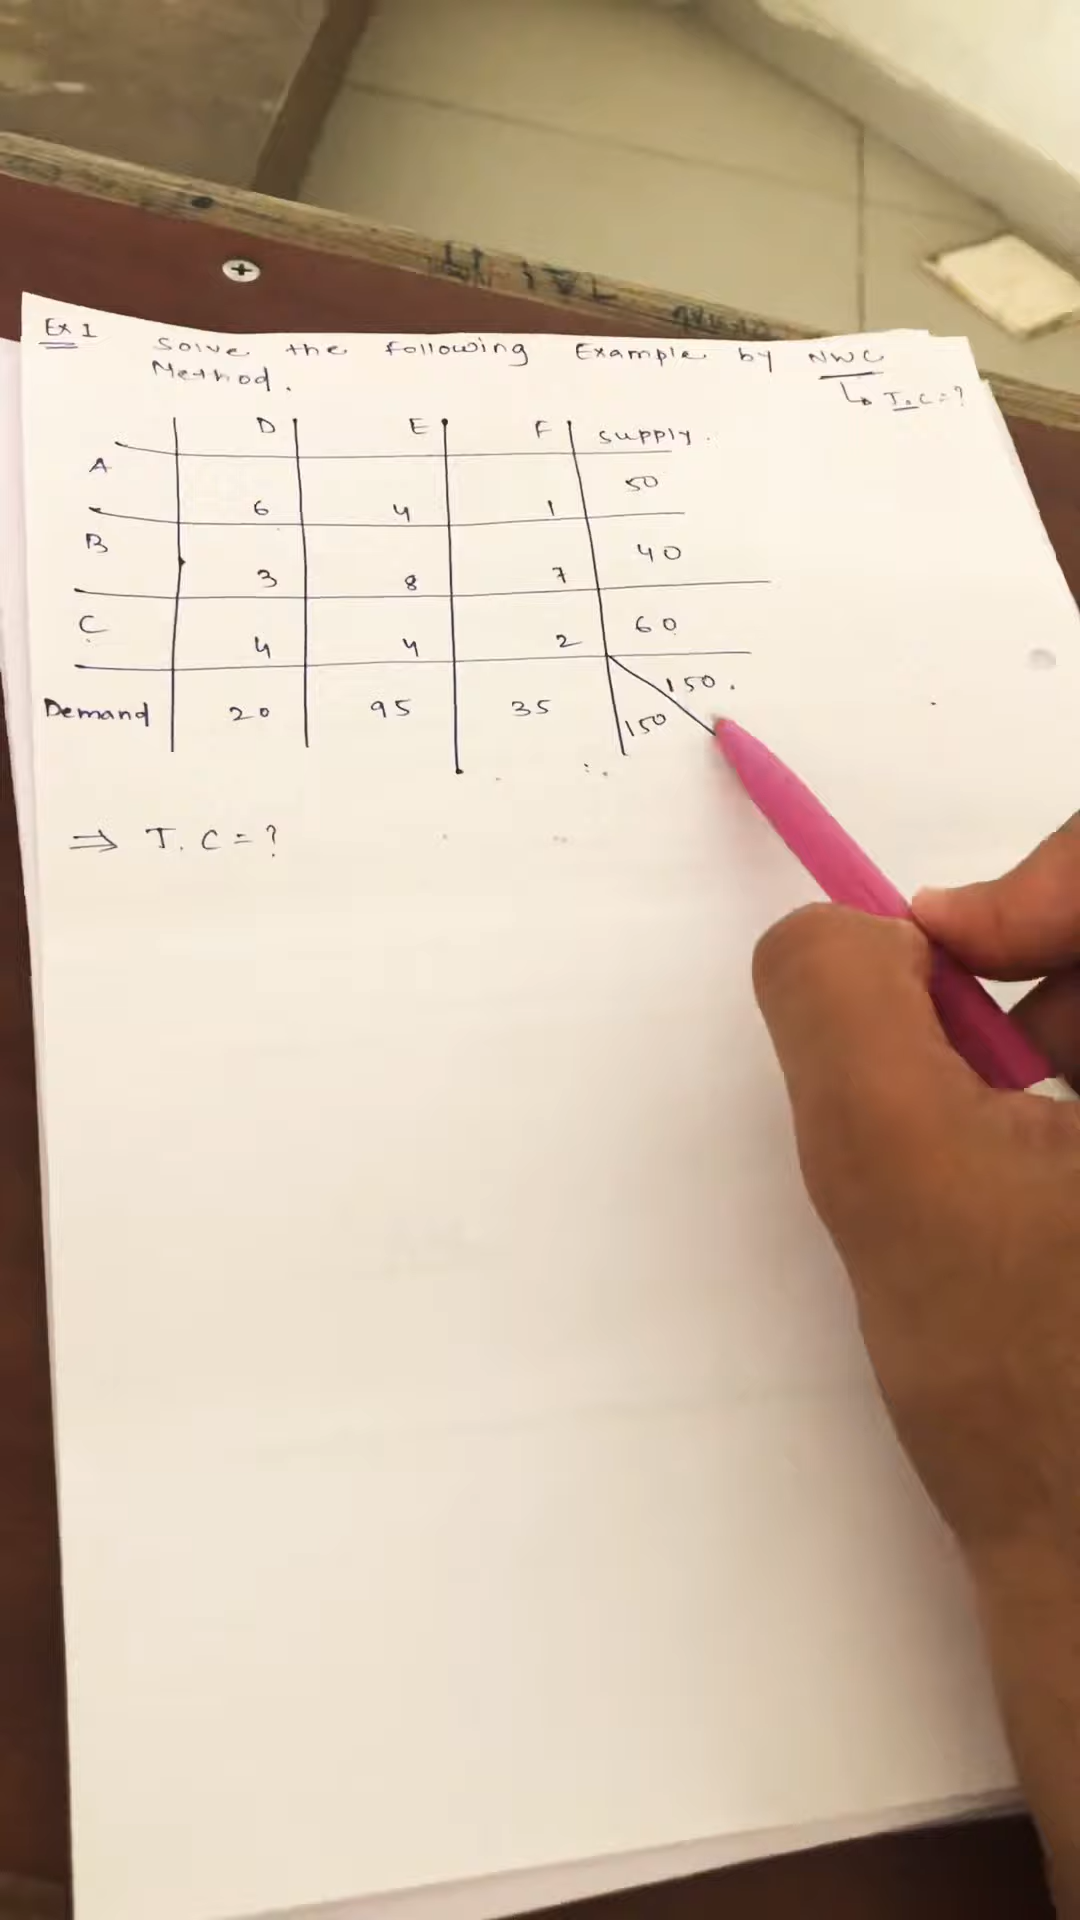 Ex 1 Solve the following Example by NWC
Method. ↳ T.C=?
D E F supply.
A 6 4 1 50
B 3 8 7 40
C 4 4 2 60
Demand 20 95 35 150 150.
⇒ T.C=?